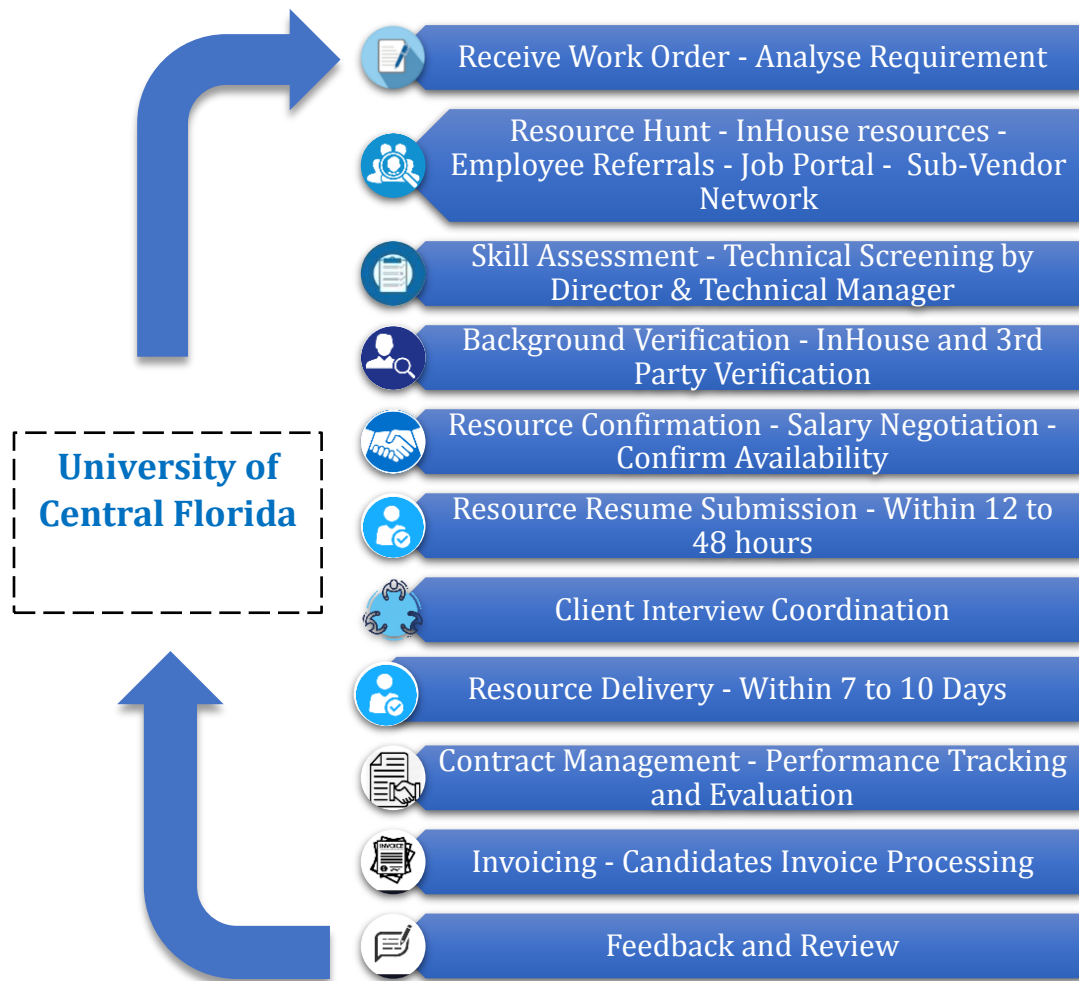 Receive Work Order - Analyse Requirement
Resource Hunt - InHouse resources -
Employee Referrals - Job Portal - Sub-Vendor
Network
Skill Assessment - Technical Screening by
Director & Technical Manager
Background Verification - InHouse and 3rd
Party Verification
Resource Confirmation - Salary Negotiation -
Confirm Availability
University of
Central Florida
Resource Resume Submission - Within 12 to
48 hours
Client Interview Coordination
Resource Delivery - Within 7 to 10 Days
Contract Management - Performance Tracking
and Evaluation
INVOICE
Invoicing - Candidates Invoice Processing
Feedback and Review